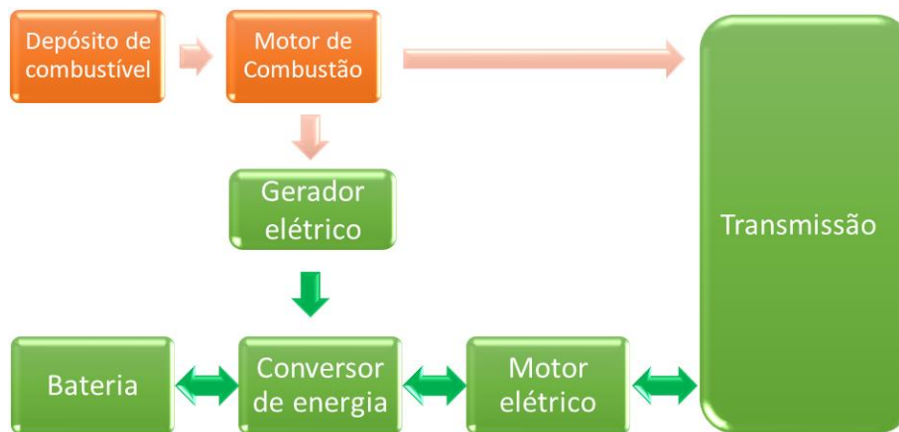 Depósito de
combustível
Motor de
Combustão
Gerador
elétrico
Transmissão
Bateria
Conversor
de energia
Motor
elétrico